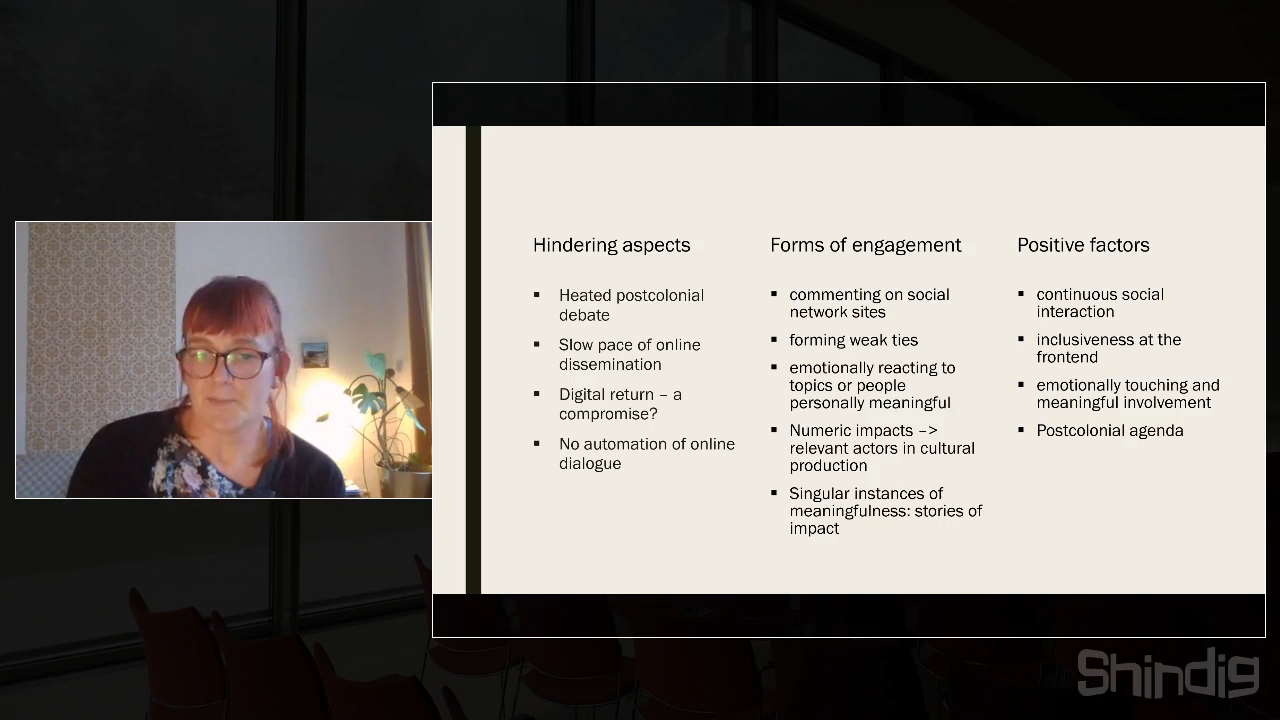 Hindering aspects
Heated postcolonial
debate
Slow pace of online
dissemination
Digital return – a
compromise?
No automation of online
dialogue
Forms of engagement
commenting on social
network sites
forming weak ties
emotionally reacting to
topics or people
personally meaningful
Numeric impacts –>
relevant actors in cultural
production
Singular instances of
meaningfulness: stories of
impact
Positive factors
continuous social
interaction
inclusiveness at the
frontend
emotionally touching and
meaningful involvement
Postcolonial agenda
Shindig